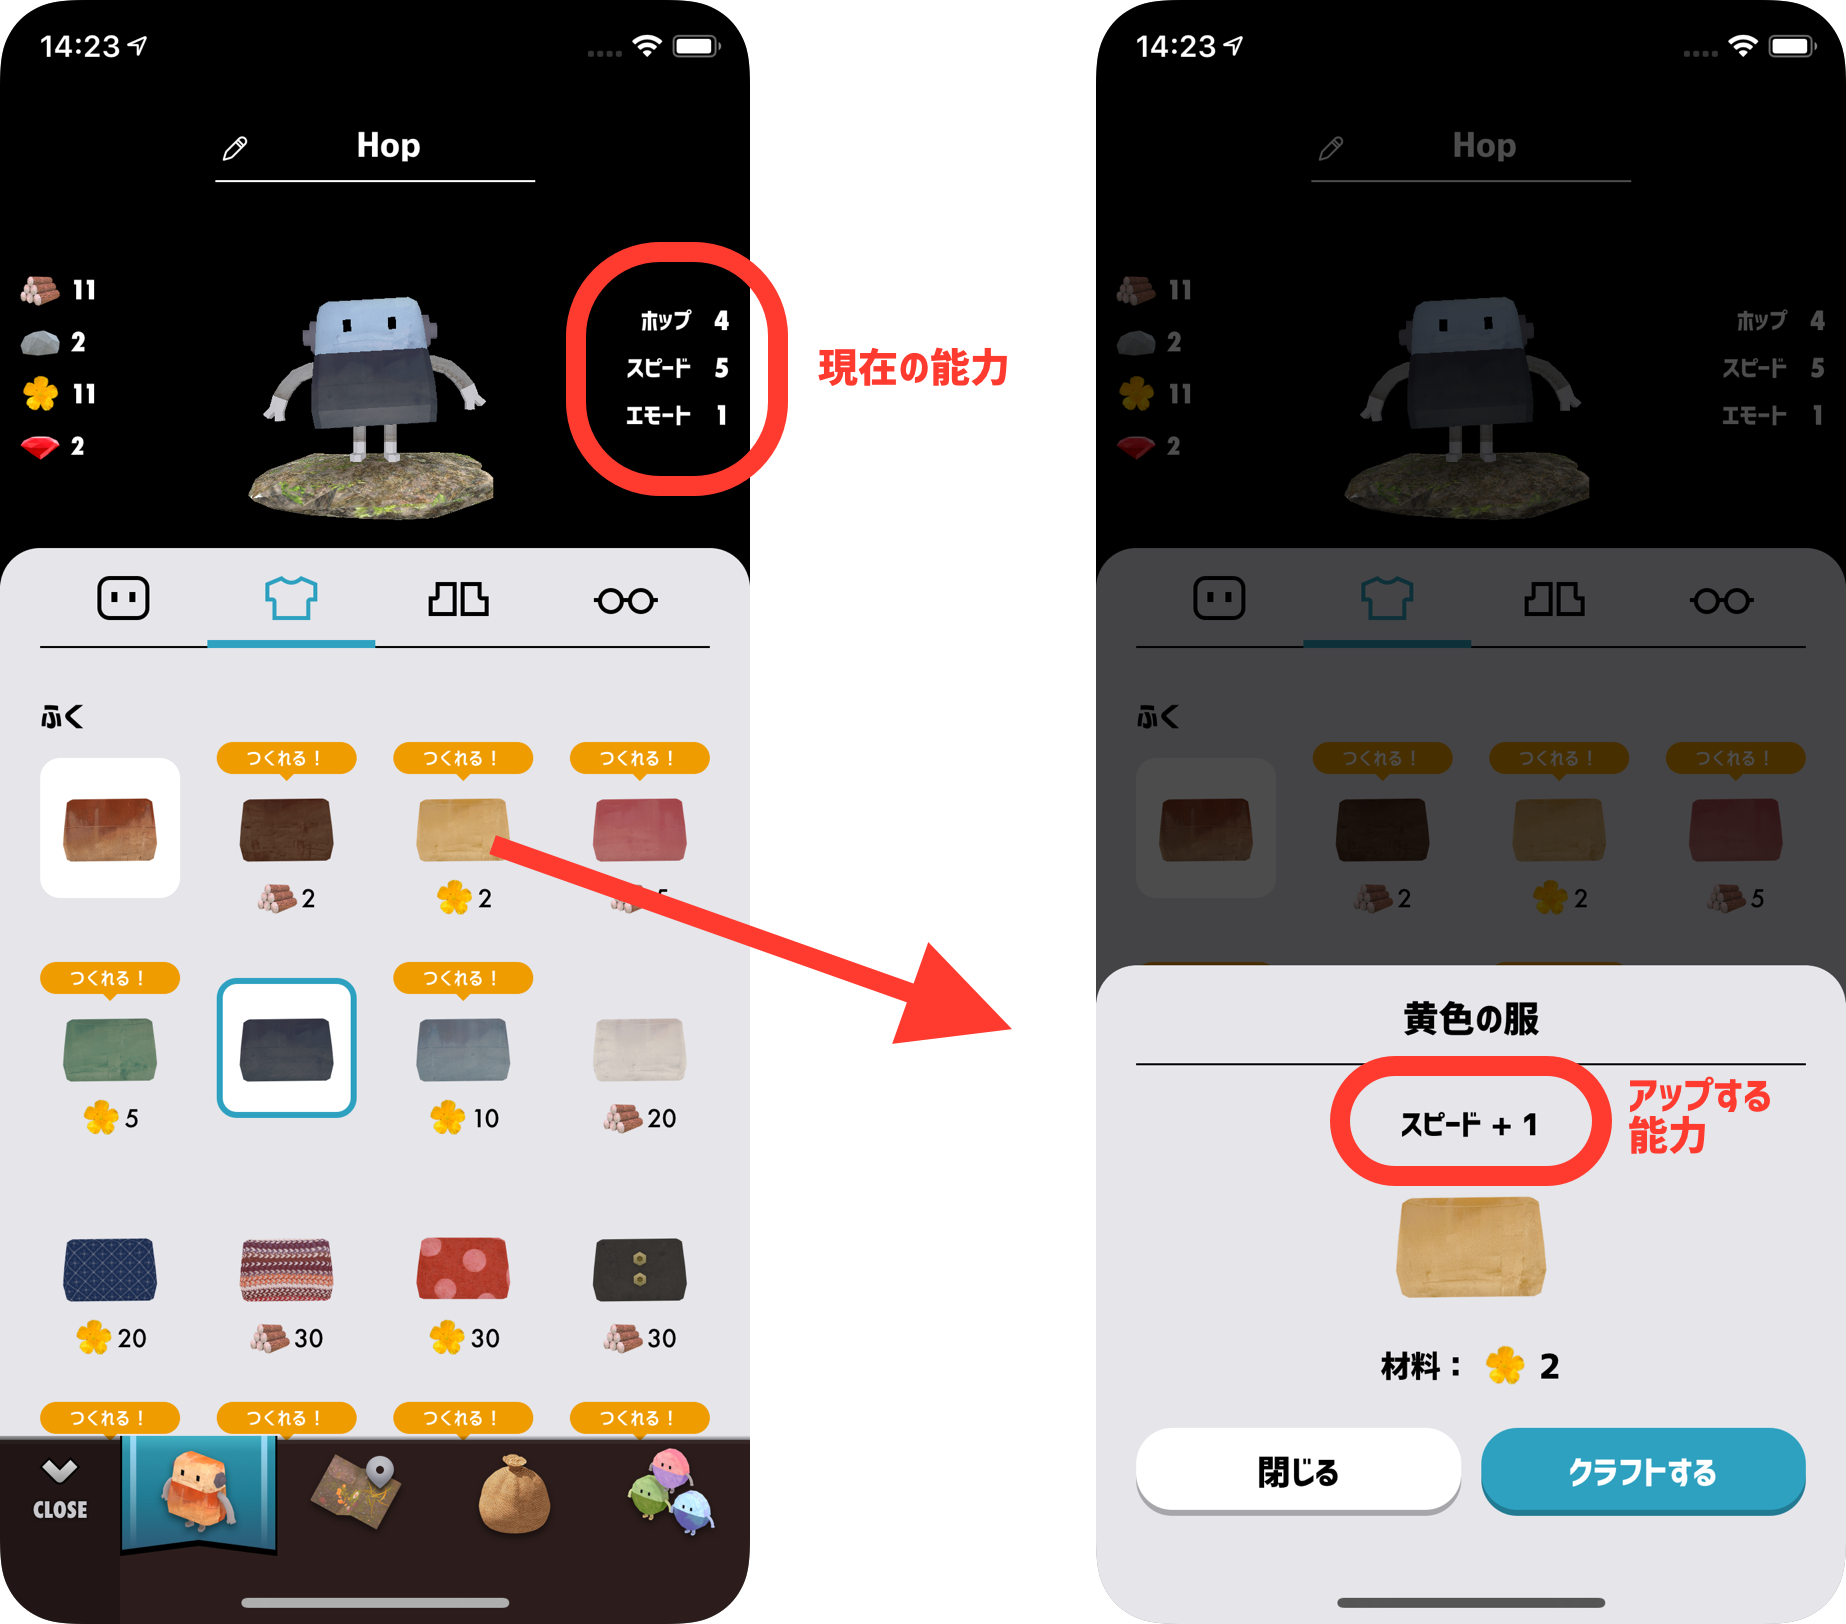 14:23
Hop
11
2
11
2
ホップ 4
スピード 5
エモート 1
現在の能力
ふく
つくれる！ つくれる！ つくれる！
2 2 5
つくれる！ つくれる！
5 10 20
20 30 30 30
つくれる！ つくれる！ つくれる！ つくれる！
CLOSE
14:23
Hop
11
2
11
2
ホップ 4
スピード 5
エモート 1
ふく
つくれる！ つくれる！ つくれる！
2 2 5
黄色の服
スピード + 1
アップする
能力
材料： 2
閉じる クラフトする